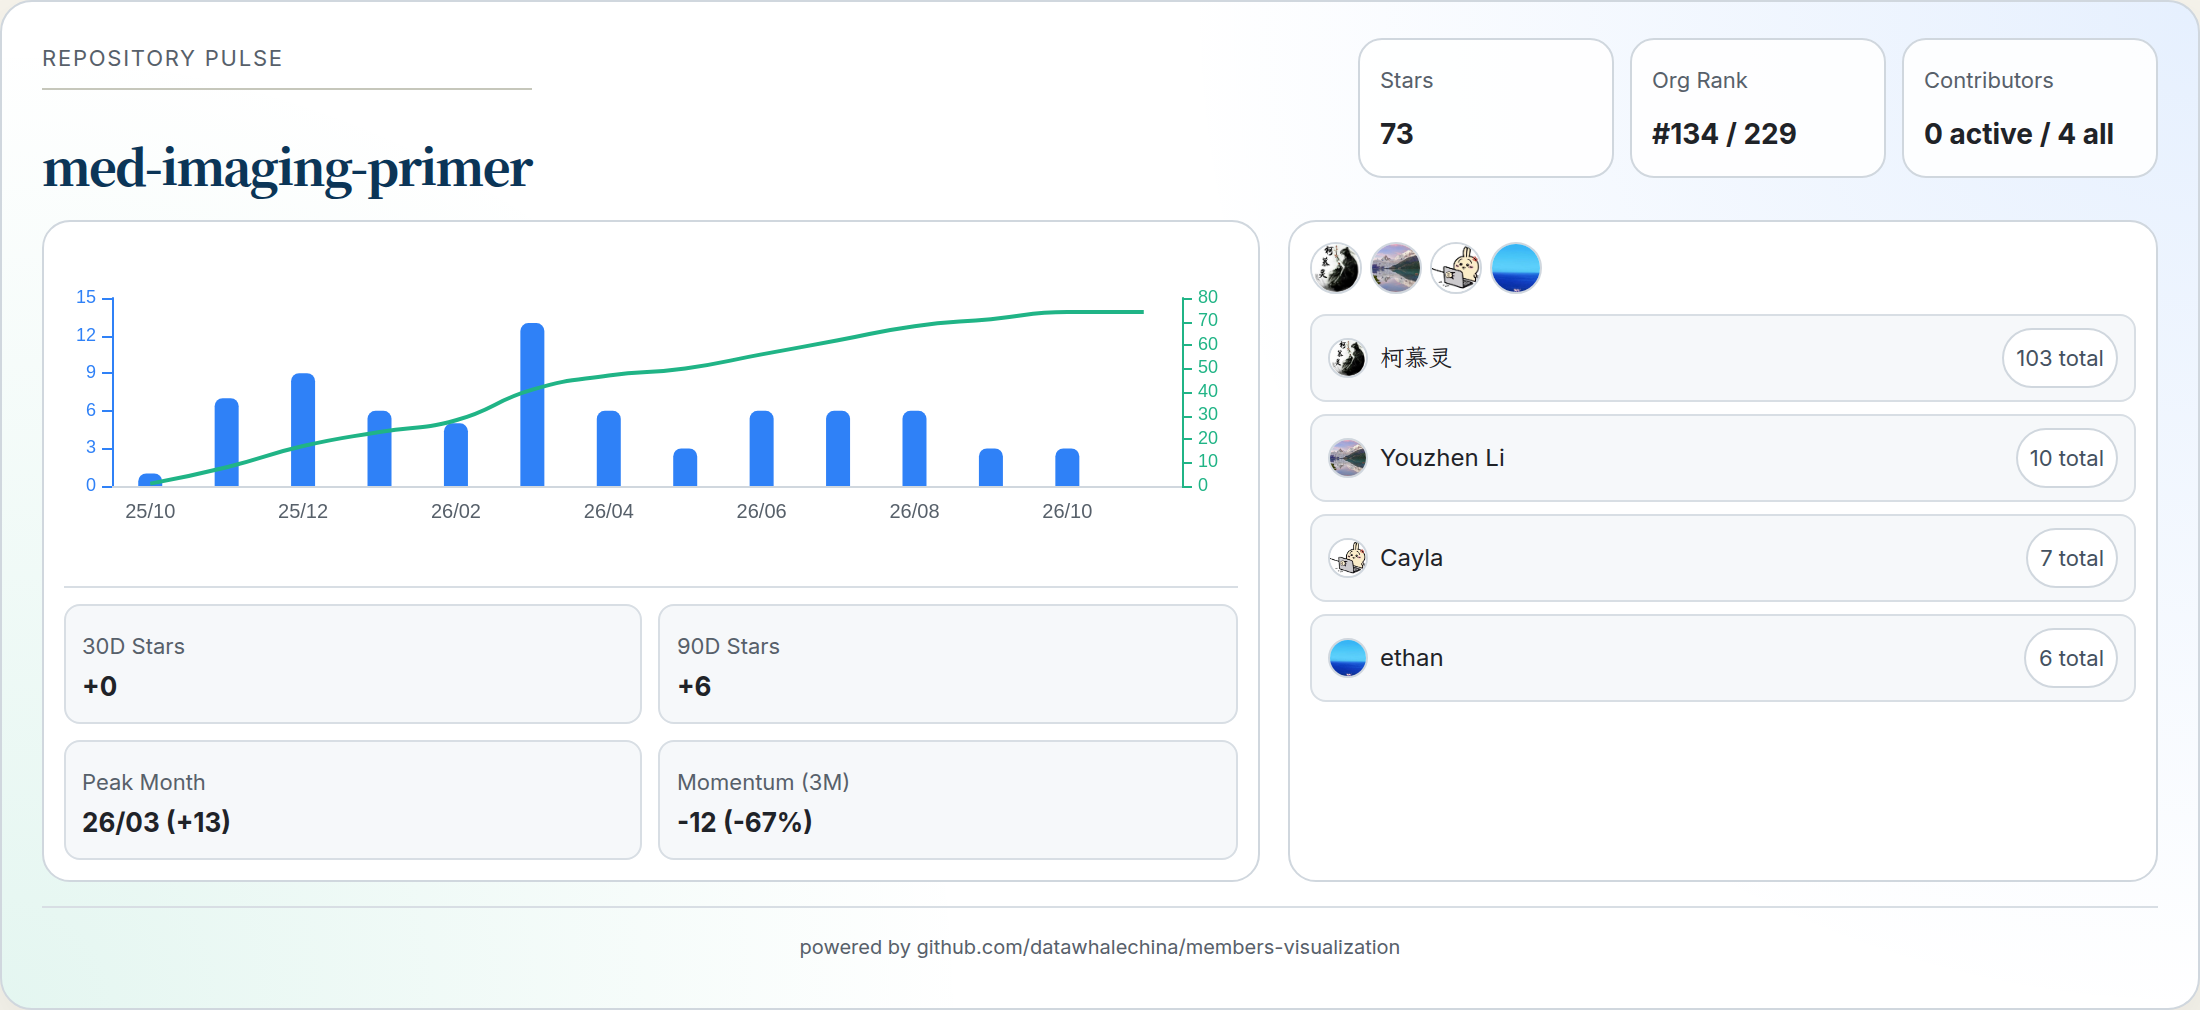 REPOSITORY PULSE
med-imaging-primer
Stars
73
Org Rank
#134 / 229
Contributors
0 active / 4 all
15
12
9
6
3
0
80
70
60
50
40
30
20
10
0
25/10
25/12
26/02
26/04
26/06
26/08
26/10
30D Stars
+0
90D Stars
+6
Peak Month
26/03 (+13)
Momentum (3M)
-12 (-67%)
柯慕灵
柯慕灵
103 total
Youzhen Li
10 total
Cayla
7 total
ethan
6 total
powered by github.com/datawhalechina/members-visualization